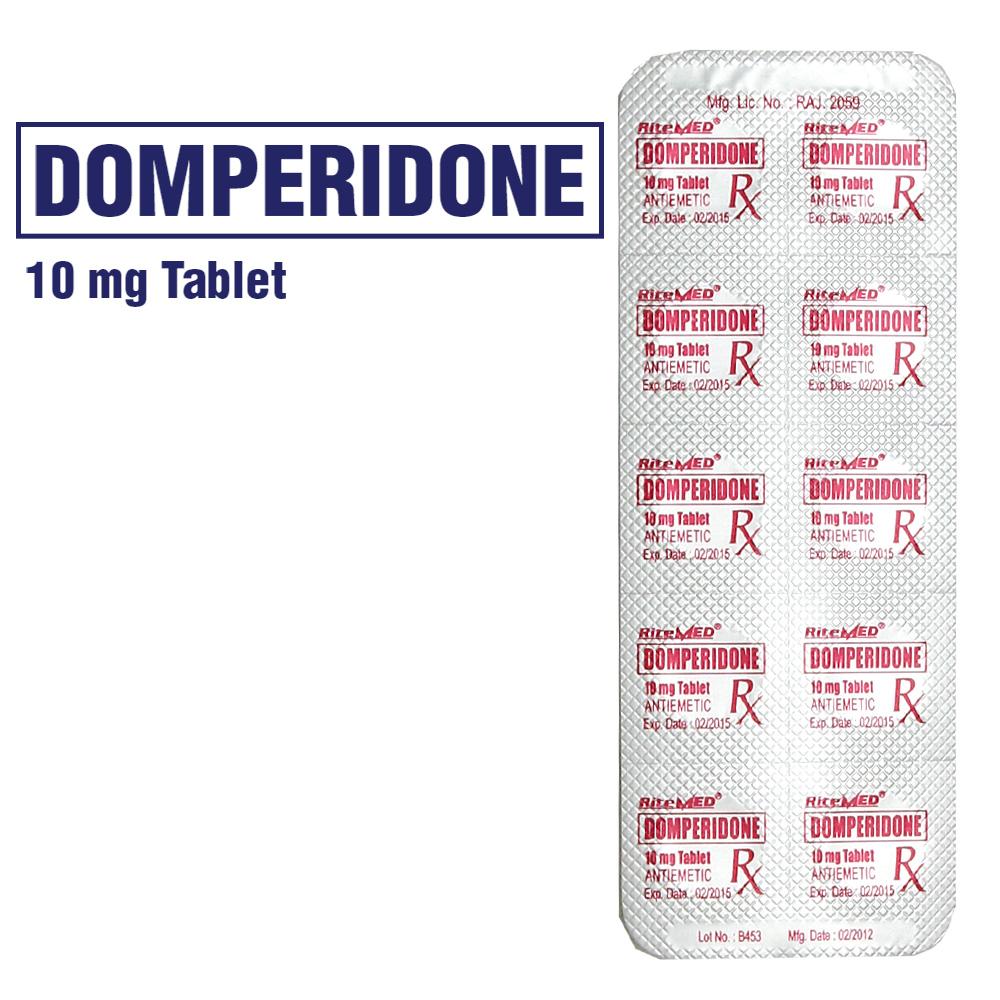 DOMPERIDONE
10 mg Tablet
Mfg. Lic. No. : RAJ. 2059
RiteMED®
DOMPERIDONE
10 mg Tablet
ANTIEMETIC
Rx
Exp. Date : 02/2015
RiteMED®
DOMPERIDONE
10 mg Tablet
ANTIEMETIC
Rx
Exp. Date : 02/2015
RiteMED®
DOMPERIDONE
10 mg Tablet
ANTIEMETIC
Rx
Exp. Date : 02/2015
RiteMED®
DOMPERIDONE
10 mg Tablet
ANTIEMETIC
Rx
Exp. Date : 02/2015
RiteMED®
DOMPERIDONE
10 mg Tablet
ANTIEMETIC
Rx
Exp. Date : 02/2015
RiteMED®
DOMPERIDONE
10 mg Tablet
ANTIEMETIC
Rx
Exp. Date : 02/2015
RiteMED®
DOMPERIDONE
10 mg Tablet
ANTIEMETIC
Rx
Exp. Date : 02/2015
RiteMED®
DOMPERIDONE
10 mg Tablet
ANTIEMETIC
Rx
Exp. Date : 02/2015
RiteMED®
DOMPERIDONE
10 mg Tablet
ANTIEMETIC
Rx
Exp. Date : 02/2015
RiteMED®
DOMPERIDONE
10 mg Tablet
ANTIEMETIC
Rx
Exp. Date : 02/2015
Lot No. : B453 Mfg. Date : 02/2012